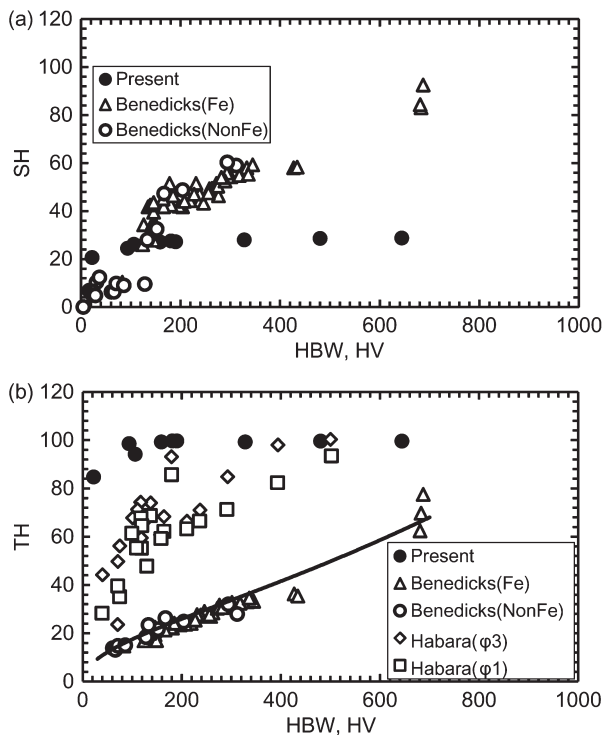 (a)
120
100
80
60
40
20
0
SH
Present
Benedicks(Fe)
Benedicks(NonFe)
0 200 400 600 800 1000
HBW, HV
(b)
120
100
80
60
40
20
0
TH
Present
Benedicks(Fe)
Benedicks(NonFe)
Habara(φ3)
Habara(φ1)
0 200 400 600 800 1000
HBW, HV